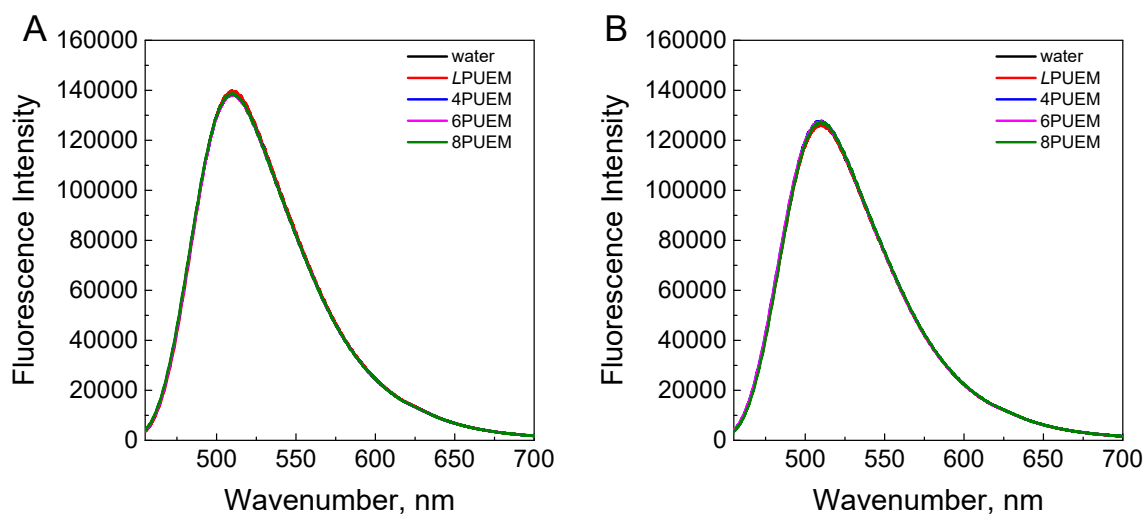 A
160000
140000
120000
100000
80000
60000
40000
20000
0
Fluorescence Intensity
water
LPUEM
4PUEM
6PUEM
8PUEM
500 550 600 650 700
Wavenumber, nm
B
160000
140000
120000
100000
80000
60000
40000
20000
0
Fluorescence Intensity
water
LPUEM
4PUEM
6PUEM
8PUEM
500 550 600 650 700
Wavenumber, nm